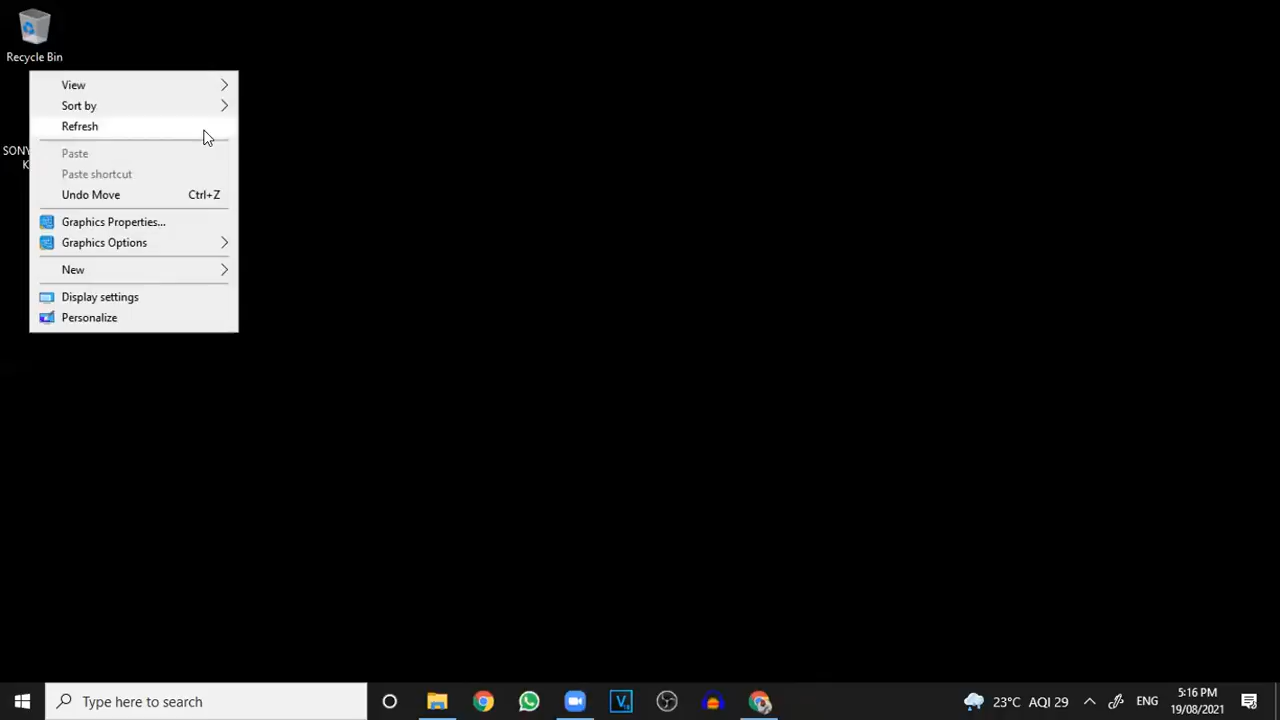 Recycle Bin
View
Sort by
Refresh
SONY
K
Paste
Paste shortcut
Undo Move Ctrl+Z
Graphics Properties...
Graphics Options
New
Display settings
Personalize
Type here to search
23°C AQI 29
ENG
5:16 PM
19/08/2021